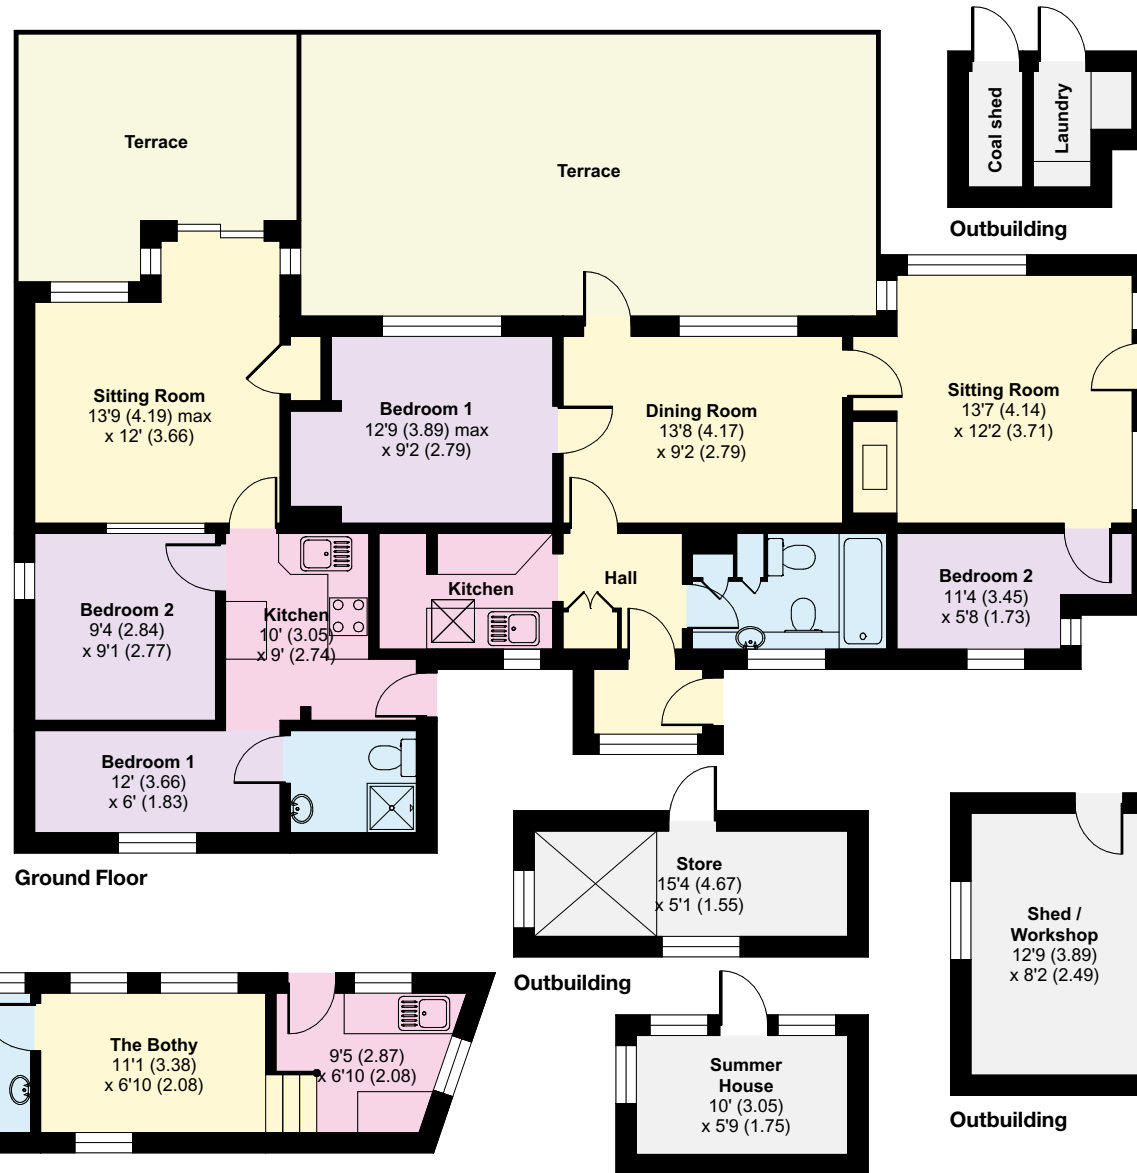 Terrace
Terrace
Coal shed
Laundry
Outbuilding
Sitting Room
13'9 (4.19) max
x 12' (3.66)
Bedroom 1
12'9 (3.89) max
x 9'2 (2.79)
Dining Room
13'8 (4.17)
x 9'2 (2.79)
Sitting Room
13'7 (4.14)
x 12'2 (3.71)
Bedroom 2
9'4 (2.84)
x 9'1 (2.77)
Kitchen
10' (3.05)
x 9' (2.74)
Kitchen
Hall
Bedroom 2
11'4 (3.45)
x 5'8 (1.73)
Bedroom 1
12' (3.66)
x 6' (1.83)
Ground Floor
Store
15'4 (4.67)
x 5'1 (1.55)
Outbuilding
Shed /
Workshop
12'9 (3.89)
x 8'2 (2.49)
Outbuilding
The Bothy
11'1 (3.38)
x 6'10 (2.08)
9'5 (2.87)
x 6'10 (2.08)
Summer
House
10' (3.05)
x 5'9 (1.75)